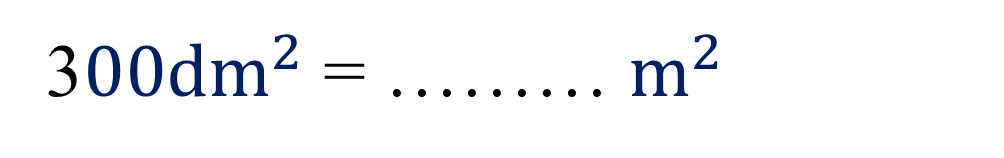 300dm² = ......... m²